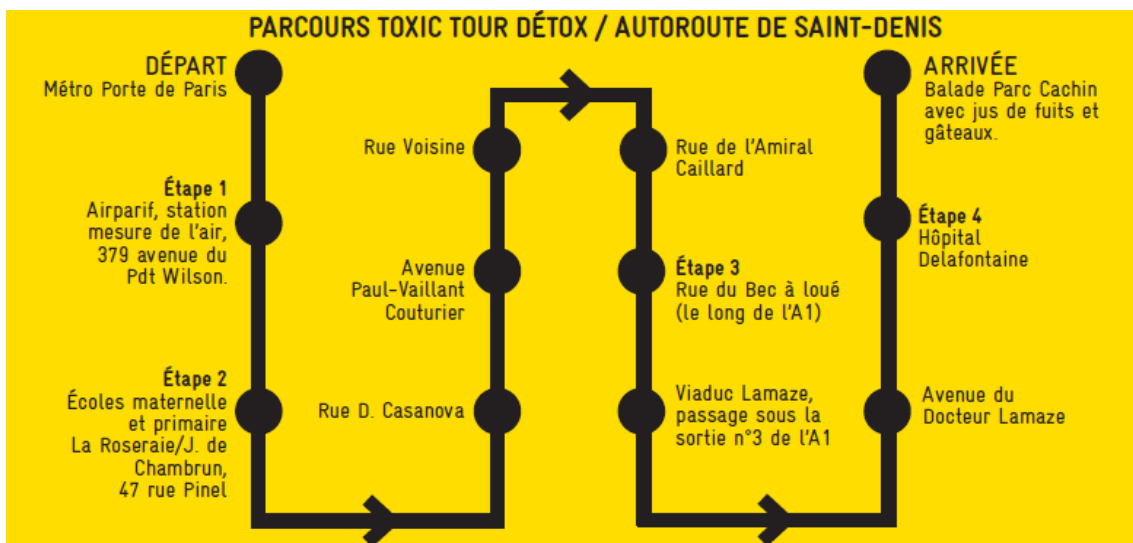 PARCOURS TOXIC TOUR DÉTOX / AUTOROUTE DE SAINT-DENIS
DÉPART
Métro Porte de Paris
Étape 1
Airparif, station
mesure de l'air,
379 avenue du
Pdt Wilson.
Étape 2
Écoles maternelle
et primaire
La Roseraie/J. de
Chambrun,
47 rue Pinel
Rue D. Casanova
Avenue
Paul-Vaillant
Couturier
Rue Voisine
Rue de l'Amiral
Caillard
Étape 3
Rue du Bec à loué
(le long de l'A1)
Viaduc Lamaze,
passage sous la
sortie n°3 de l'A1
Avenue du
Docteur Lamaze
Étape 4
Hôpital
Delafontaine
ARRIVÉE
Balade Parc Cachin
avec jus de fuits et
gâteaux.